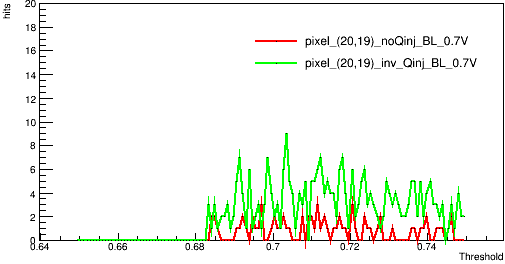 hits
20
18
16
14
12
10
8
6
4
2
0
0.64 0.66 0.68 0.7 0.72 0.74
Threshold
pixel_(20,19)_noQinj_BL_0.7V
pixel_(20,19)_inv_Qinj_BL_0.7V